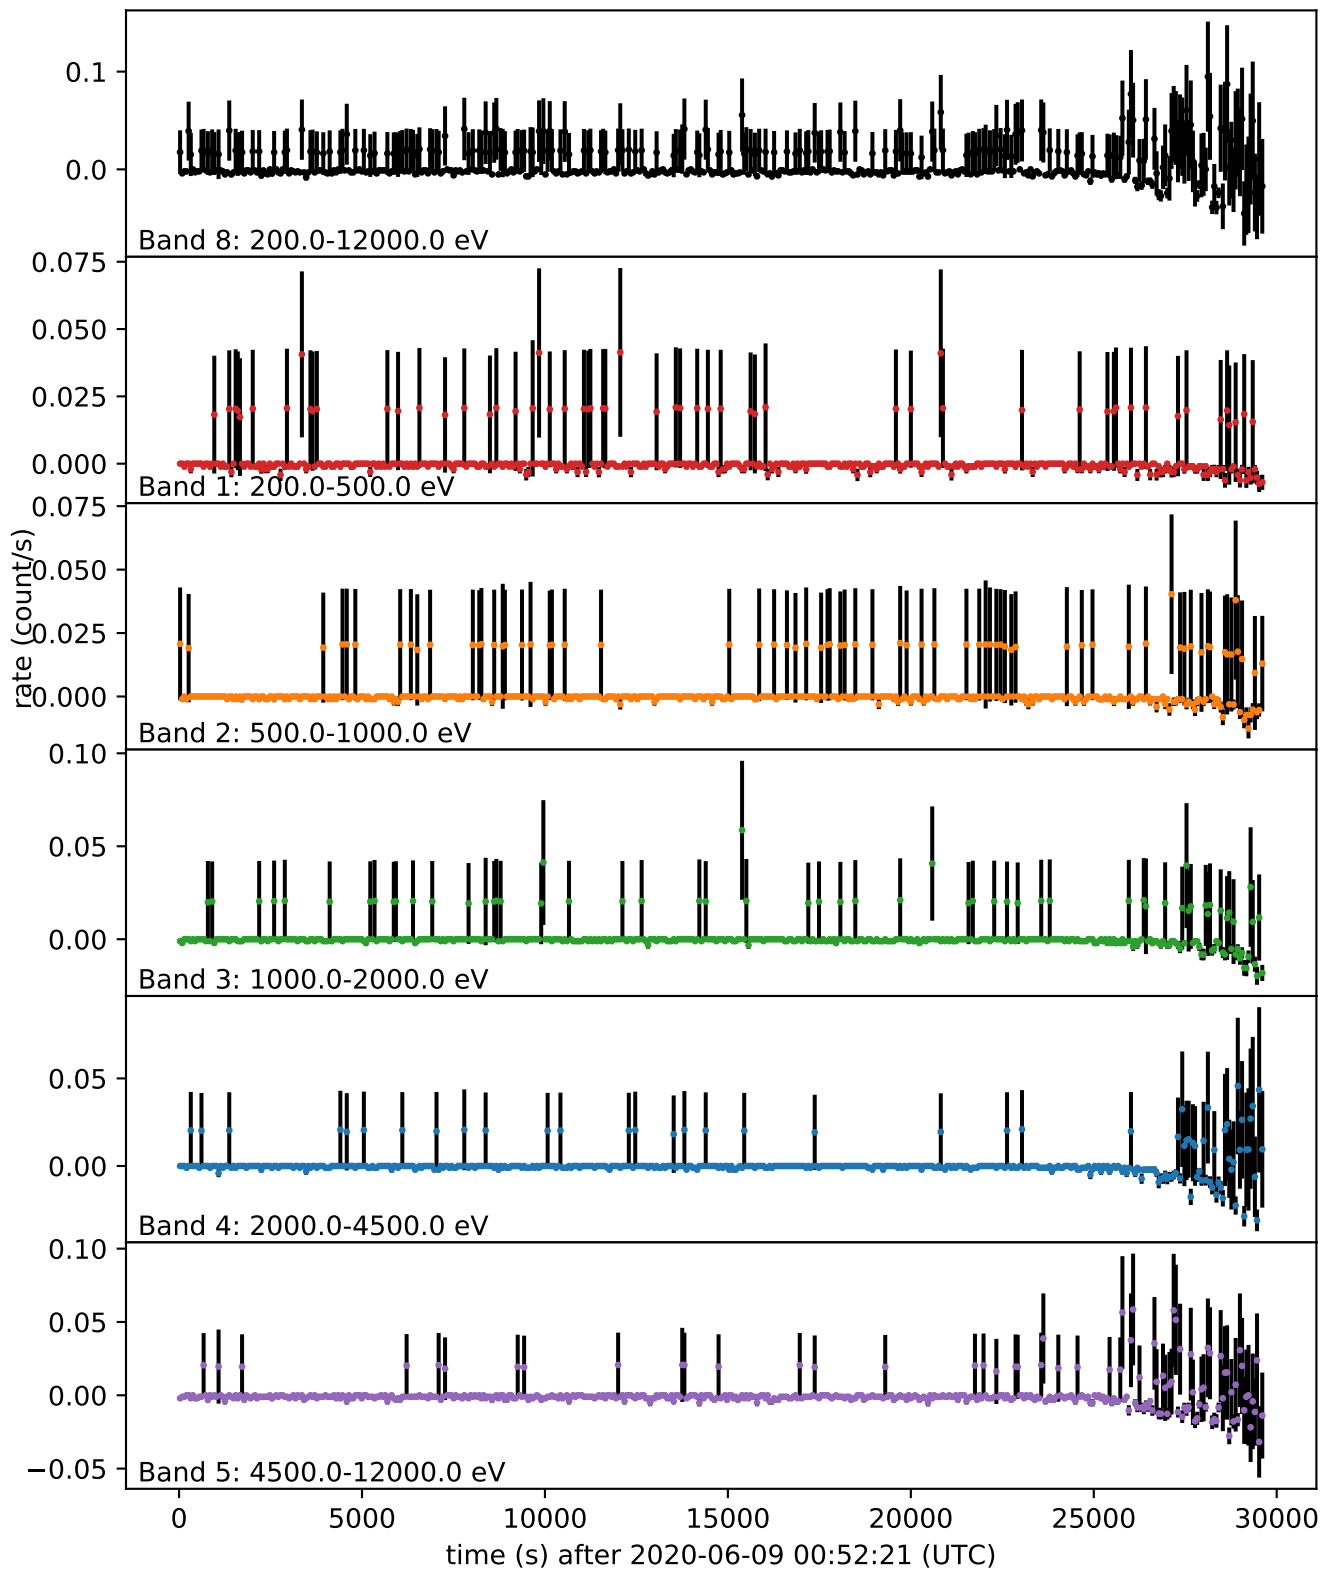 0.1
0.0
Band 8: 200.0-12000.0 eV
0.075
0.050
0.025
0.000
Band 1: 200.0-500.0 eV
0.075
0.050
0.025
0.000
rate (count/s)
Band 2: 500.0-1000.0 eV
0.10
0.05
0.00
Band 3: 1000.0-2000.0 eV
0.05
0.00
Band 4: 2000.0-4500.0 eV
0.10
0.05
0.00
−0.05
Band 5: 4500.0-12000.0 eV
0 5000 10000 15000 20000 25000 30000
time (s) after 2020-06-09 00:52:21 (UTC)